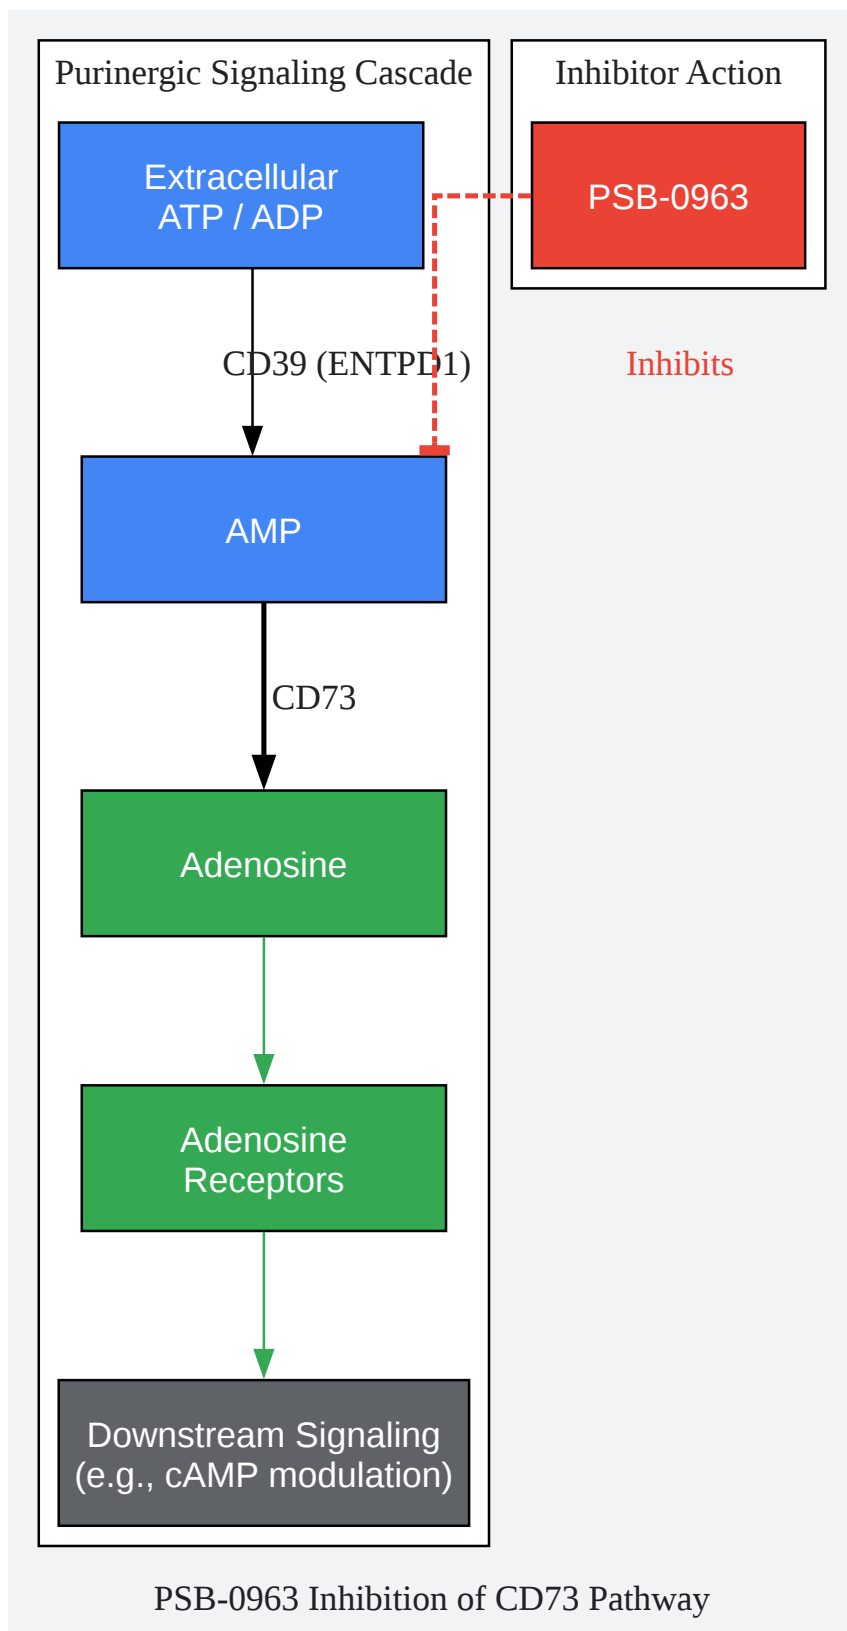 Purinergic Signaling Cascade
Inhibitor Action
Extracellular
ATP / ADP
PSB-0963
CD39 (ENTPD1)
Inhibits
AMP
CD73
Adenosine
Adenosine
Receptors
Downstream Signaling
(e.g., cAMP modulation)
PSB-0963 Inhibition of CD73 Pathway